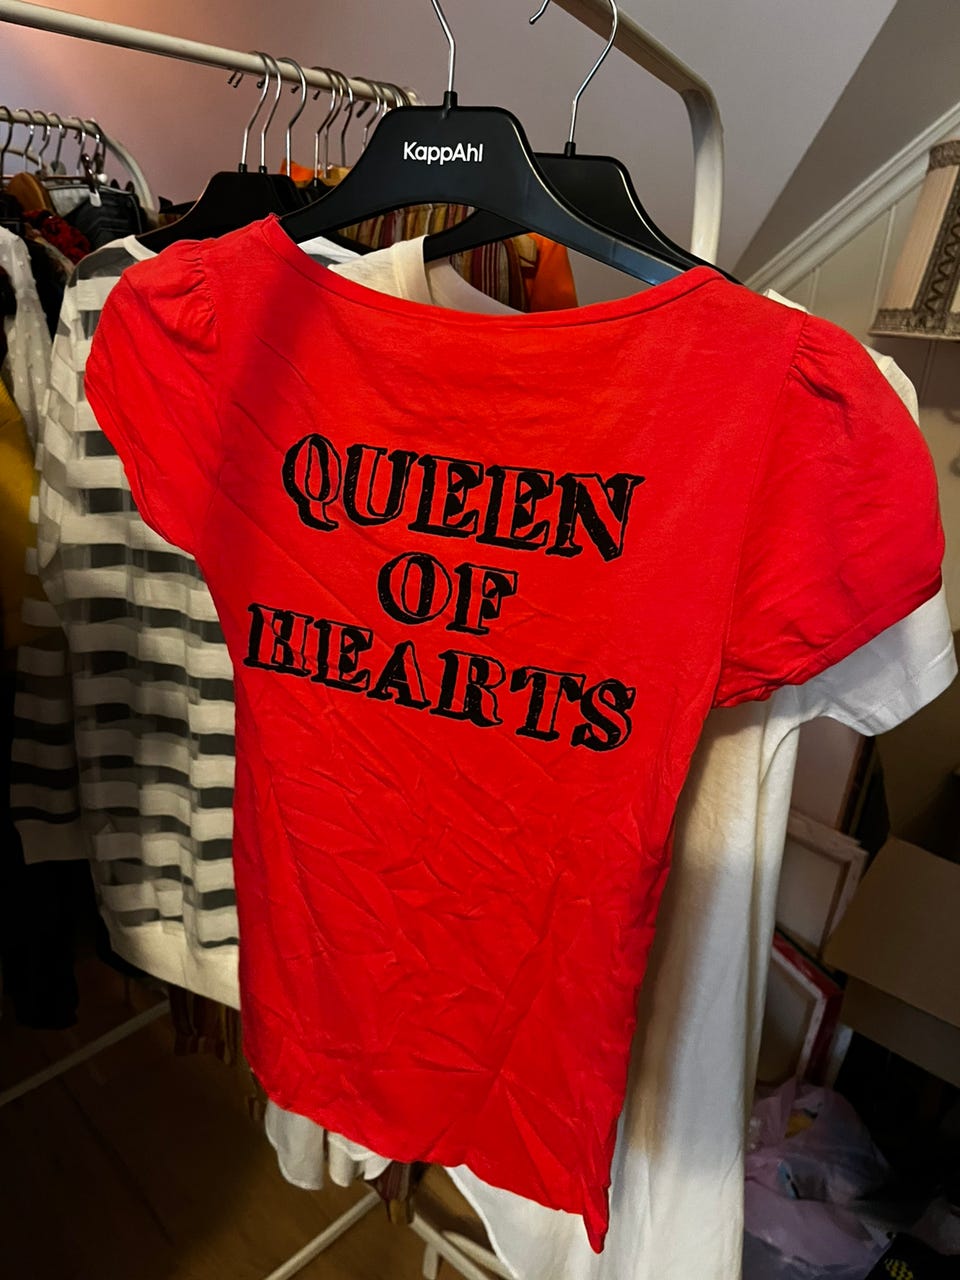 KappAhl
QUEEN
OF
HEARTS